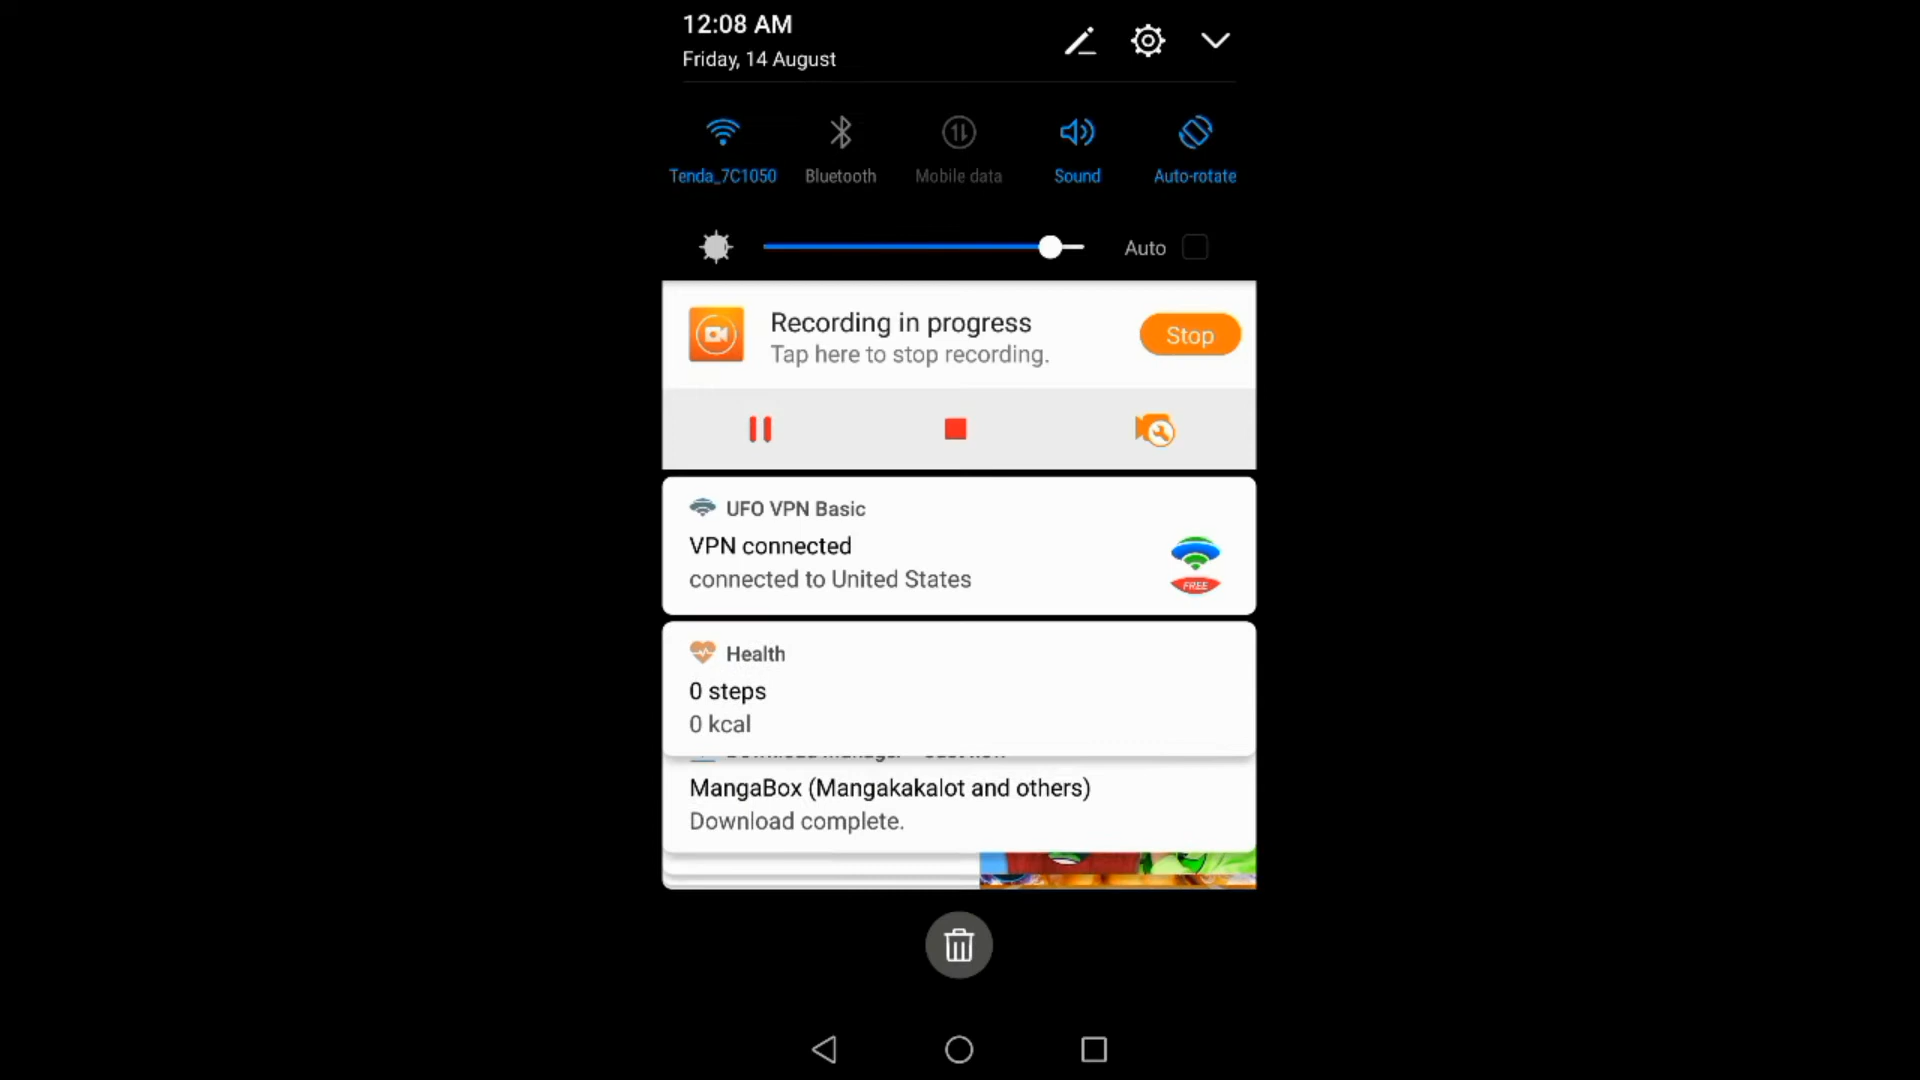 12:08 AM
Friday, 14 August
Tenda_7C1050
Bluetooth
Mobile data
Sound
Auto-rotate
Auto
Recording in progress
Tap here to stop recording.
Stop
UFO VPN Basic
VPN connected
connected to United States
FREE
Health
0 steps
0 kcal
MangaBox (Mangakakalot and others)
Download complete.